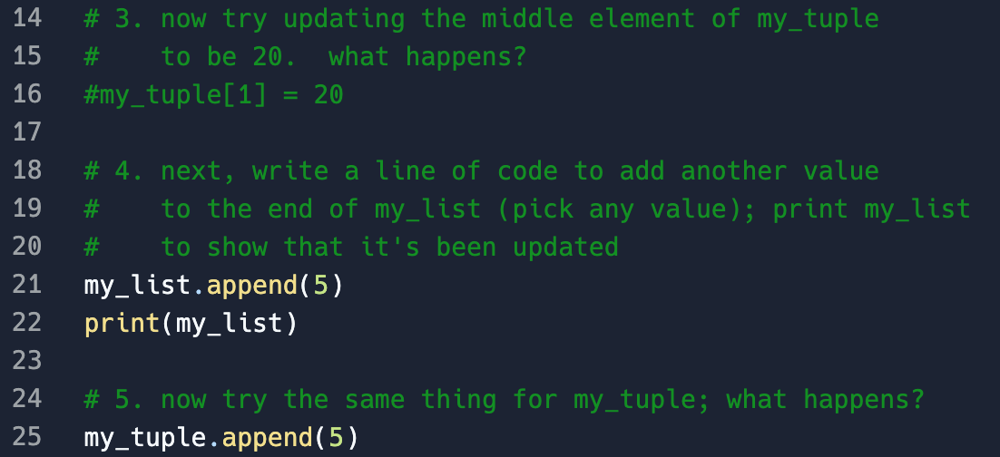 14 # 3. now try updating the middle element of my_tuple
15 #    to be 20.  what happens?
16 #my_tuple[1] = 20
17
18 # 4. next, write a line of code to add another value
19 #    to the end of my_list (pick any value); print my_list
20 #    to show that it's been updated
21 my_list.append(5)
22 print(my_list)
23
24 # 5. now try the same thing for my_tuple; what happens?
25 my_tuple.append(5)